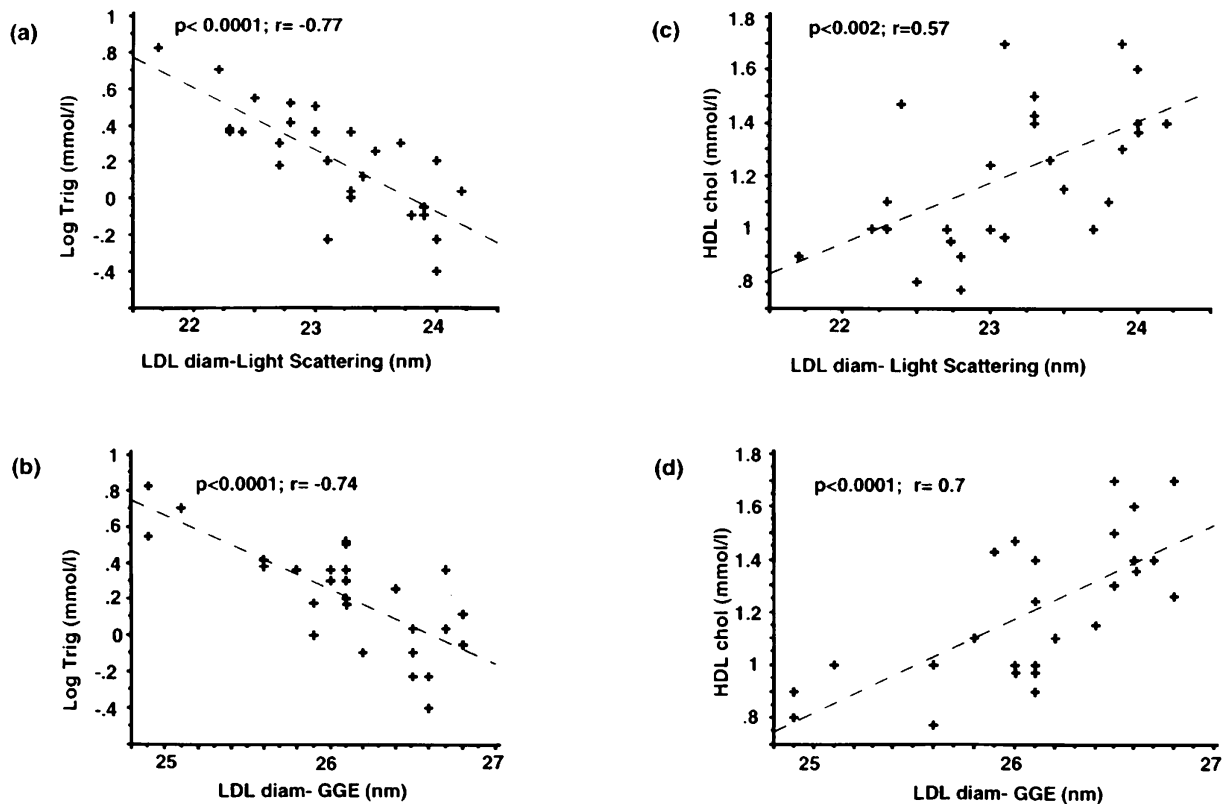 (a)
p< 0.0001; r= -0.77
1
.8
.6
.4
.2
0
-.2
-.4
Log Trig (mmol/l)
22
23
24
LDL diam-Light Scattering (nm)
(c)
p<0.002; r=0.57
1.8
1.6
1.4
1.2
1
.8
HDL chol (mmol/l)
22
23
24
LDL diam- Light Scattering (nm)
(b)
p<0.0001; r= -0.74
1
.8
.6
.4
.2
0
-.2
-.4
Log Trig (mmol/l)
25
26
27
LDL diam- GGE (nm)
(d)
p<0.0001; r= 0.7
1.8
1.6
1.4
1.2
1
.8
HDL chol (mmol/l)
25
26
27
LDL diam- GGE (nm)